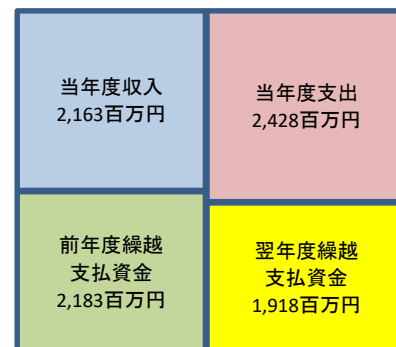 当年度収入
2,163百万円
当年度支出
2,428百万円
前年度繰越
支払資金
2,183百万円
翌年度繰越
支払資金
1,918百万円